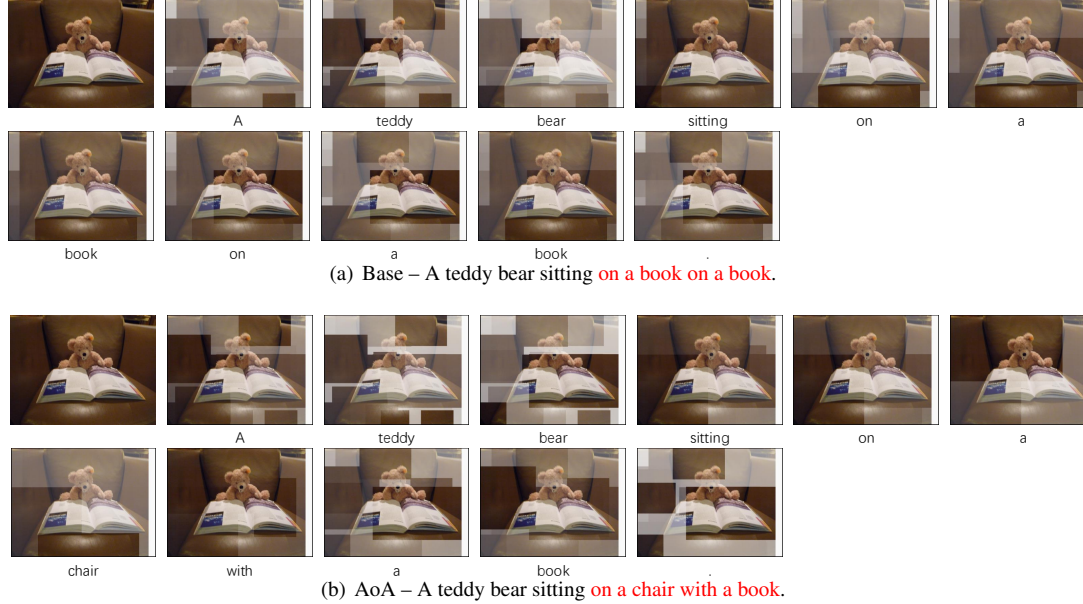 A teddy bear sitting on a
book on a book .
(a) Base – A teddy bear sitting on a book on a book.
A teddy bear sitting on a
chair with a book .
(b) AoA – A teddy bear sitting on a chair with a book.